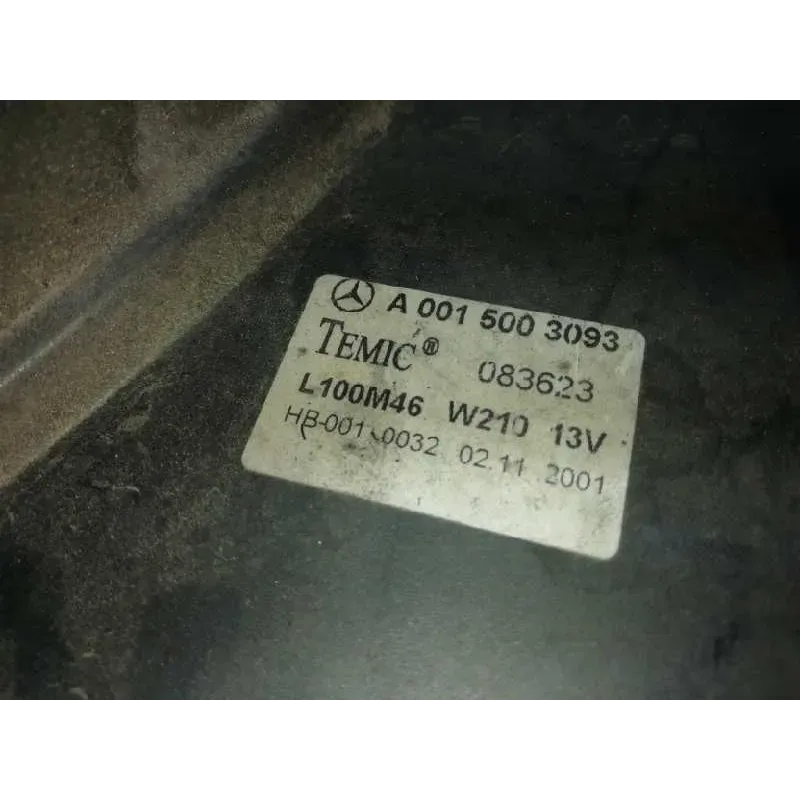 A 001 500 3093
TEMIC® 083623
L100M46 W210 13V
HB-001 0032 02.11 2001